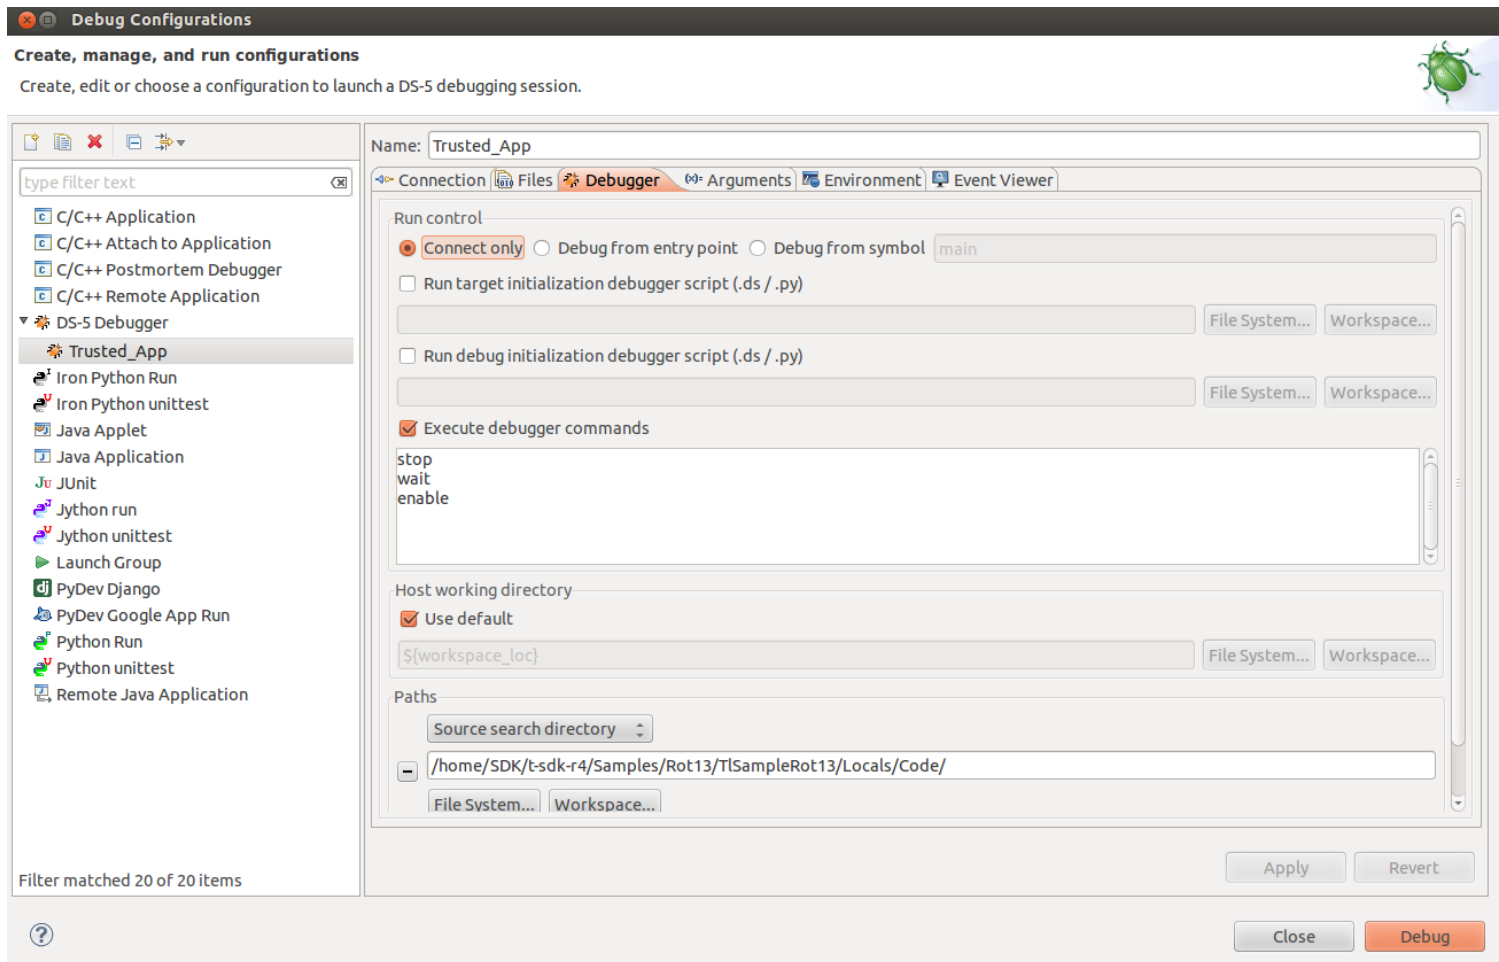 Debug Configurations
Create, manage, and run configurations
Create, edit or choose a configuration to launch a DS-5 debugging session.
type filter text
C/C++ Application
C/C++ Attach to Application
C/C++ Postmortem Debugger
C/C++ Remote Application
DS-5 Debugger
Trusted_App
Iron Python Run
Iron Python unittest
Java Applet
Java Application
JUnit
Jython run
Jython unittest
Launch Group
PyDev Django
PyDev Google App Run
Python Run
Python unittest
Remote Java Application
Filter matched 20 of 20 items
Name: Trusted_App
Connection Files Debugger Arguments Environment Event Viewer
Run control
Connect only Debug from entry point Debug from symbol main
Run target initialization debugger script (.ds / .py)
File System... Workspace...
Run debug initialization debugger script (.ds / .py)
File System... Workspace...
Execute debugger commands
stop
wait
enable
Host working directory
Use default
${workspace_loc} File System... Workspace...
Paths
Source search directory
/home/SDK/t-sdk-r4/Samples/Rot13/TlSampleRot13/Locals/Code/
File System... Workspace...
Apply Revert
Close Debug